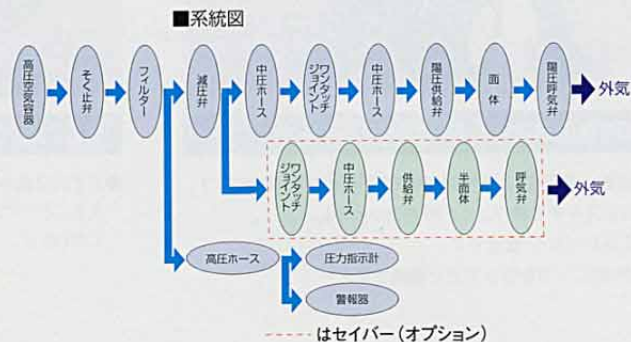 ■系統図
高圧空気容器
そく止弁
フィルター
減圧弁
中圧ホース
ワンタッチ
ジョイント
中圧ホース
陽圧供給弁
面体
陽圧呼気弁
外気
ワンタッチ
ジョイント
中圧ホース
供給弁
半面体
呼気弁
外気
高圧ホース
圧力指示計
警報器
-----はセイバー(オプション)